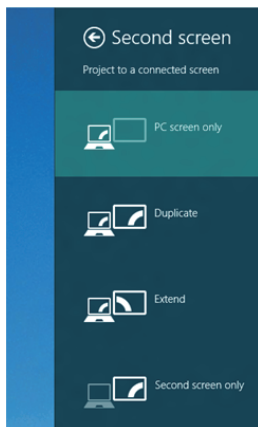 Second screen
Project to a connected screen
PC screen only
Duplicate
Extend
Second screen only